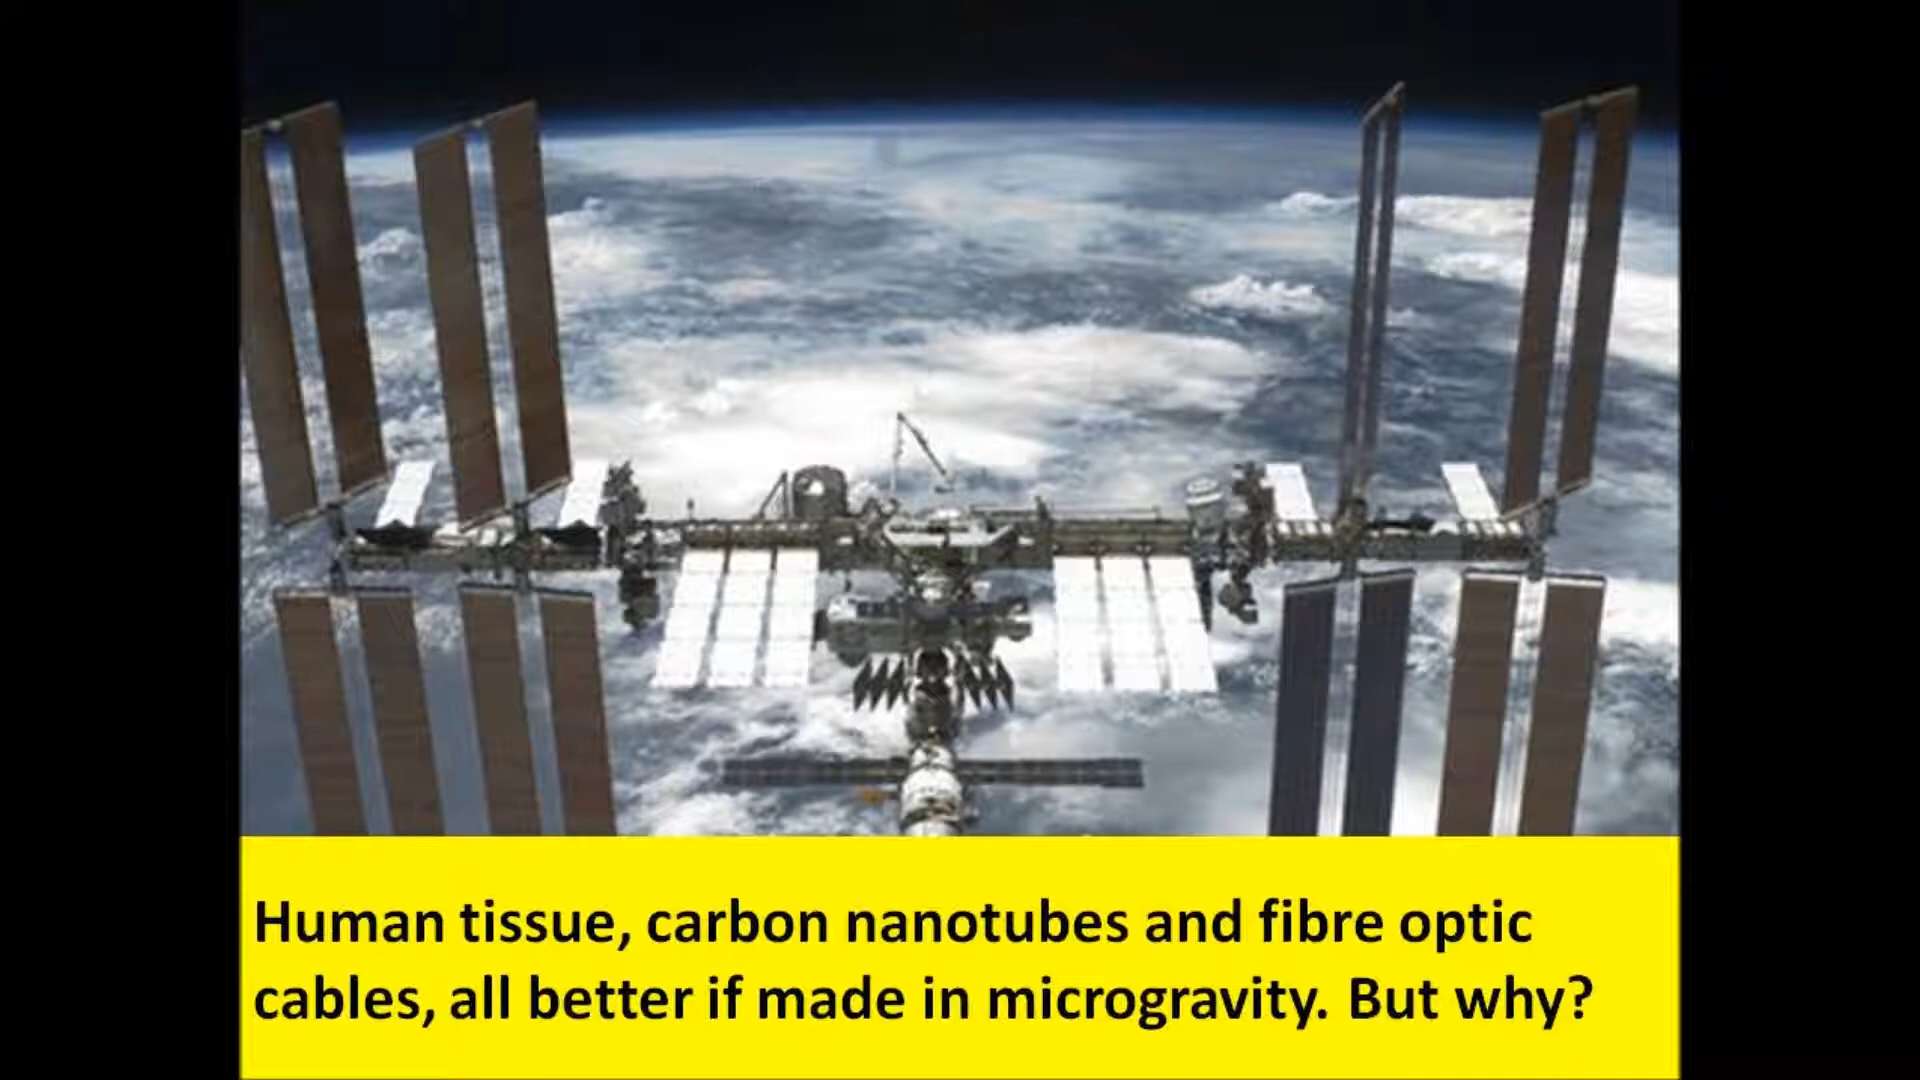 Human tissue, carbon nanotubes and fibre optic
cables, all better if made in microgravity. But why?